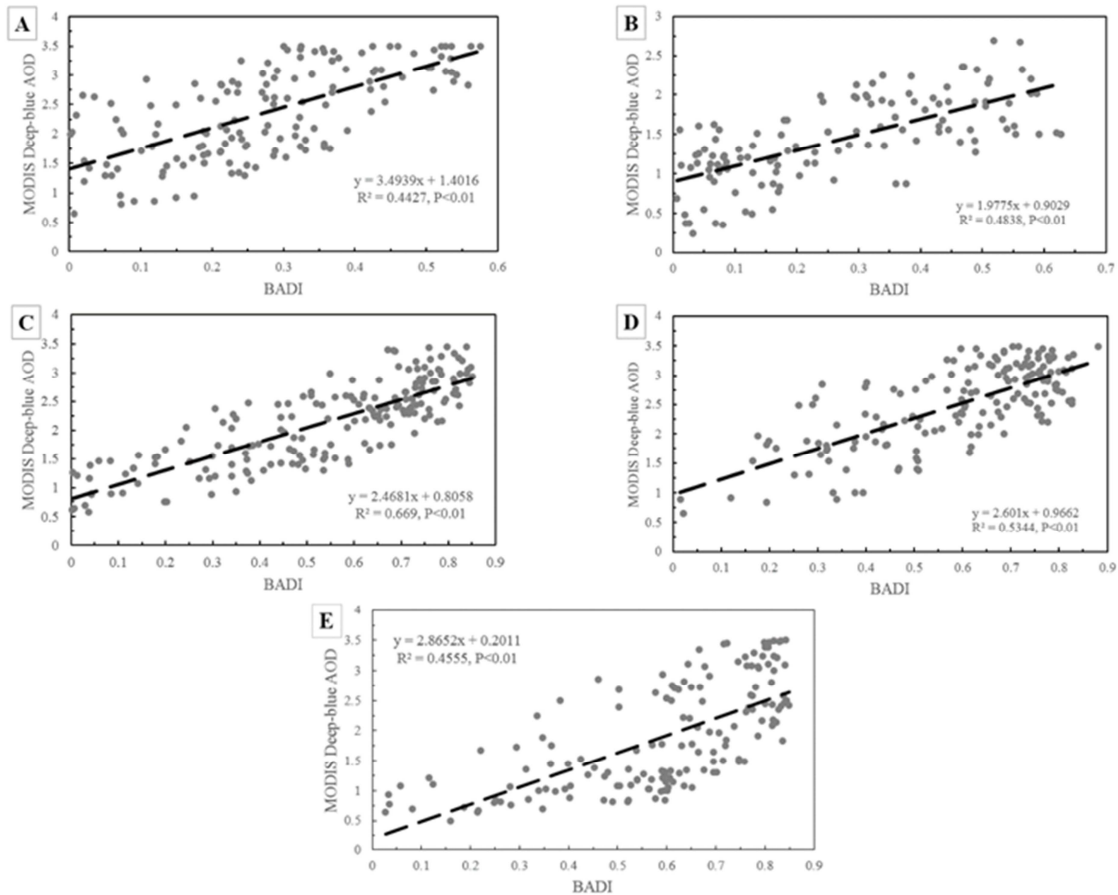 A
MODIS Deep-blue AOD
4
3.5
3
2.5
2
1.5
1
0.5
0
y = 3.4939x + 1.4016
R² = 0.4427, P<0.01
0 0.1 0.2 0.3 0.4 0.5 0.6
BADI
B
MODIS Deep-blue AOD
3
2
1.5
1
0
y = 1.9775x + 0.9029
R² = 0.4838, P<0.01
0 0.1 0.2 0.3 0.4 0.5 0.6 0.7
BADI
C
MODIS Deep-blue AOD
4
3.5
3
2.5
2
1.5
1
0.5
0
y = 2.4681x + 0.8058
R² = 0.669, P<0.01
0 0.1 0.2 0.3 0.4 0.5 0.6 0.7 0.8 0.9
BADI
D
MODIS Deep-blue AOD
4
3.5
3
2.5
2
1.5
1
0.5
0
y = 2.601x + 0.9662
R² = 0.5344, P<0.01
0 0.1 0.2 0.3 0.4 0.5 0.6 0.7 0.8 0.9
BADI
E
MODIS Deep-blue AOD
4
3.5
3
2.5
2
1.5
1
0.5
0
y = 2.8652x + 0.2011
R² = 0.4555, P<0.01
0 0.1 0.2 0.3 0.4 0.5 0.6 0.7 0.8 0.9
BADI